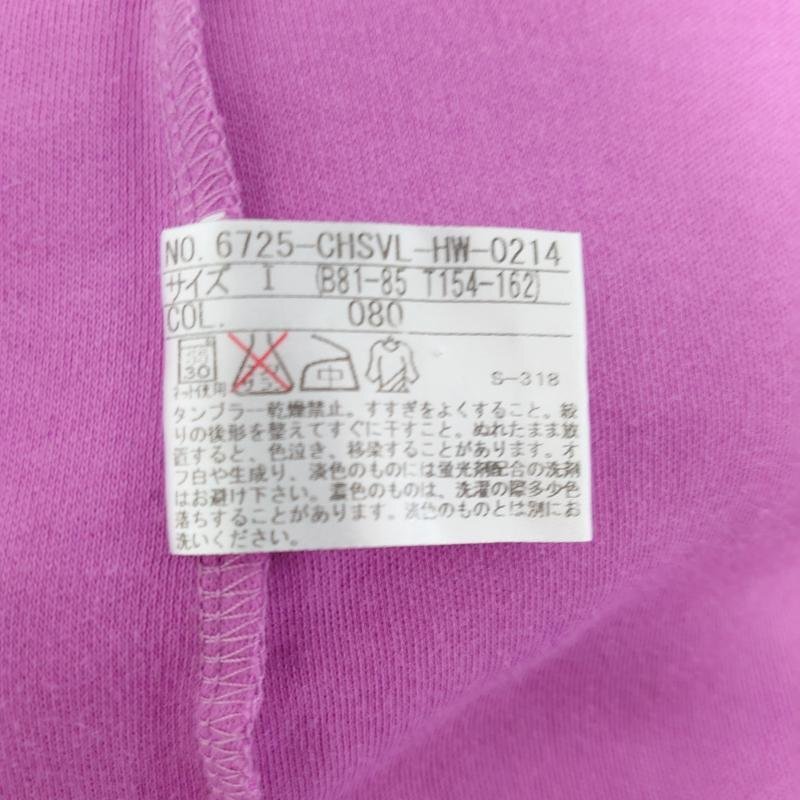 NO. 6725-CHSVL-HW-0214
サイズ I (B81-85 T154-162)
COL. 080
30 中
ネット使用 エンソ サラシ S-318
タンブラー乾燥禁止。すすぎをよくすること。絞
りの後形を整えてすぐに干すこと。ぬれたまま放
置すると、色泣き、移染することがあります。オ
フ白や生成り、淡色のものには蛍光剤配合の洗剤
はお避け下さい。濃色のものは、洗濯の際多少色
落ちすることがあります。淡色のものとは別にお
洗いください。